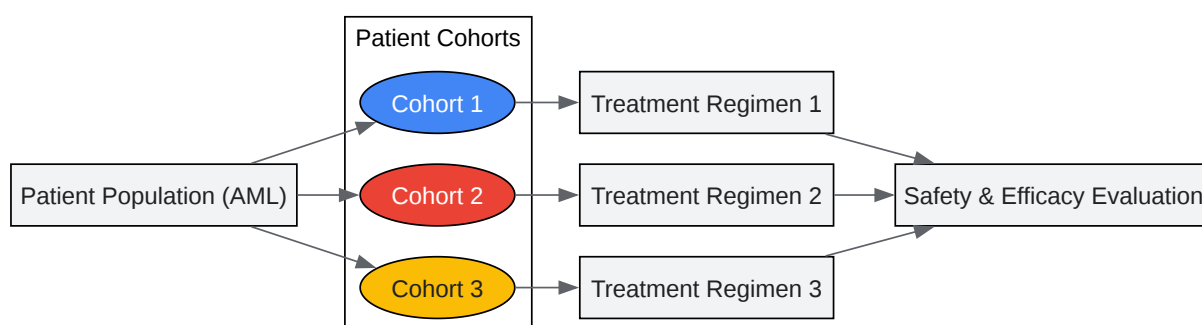 Patient Cohorts
Cohort 1
Treatment Regimen 1
Patient Population (AML)
Cohort 2
Treatment Regimen 2
Safety & Efficacy Evaluation
Cohort 3
Treatment Regimen 3